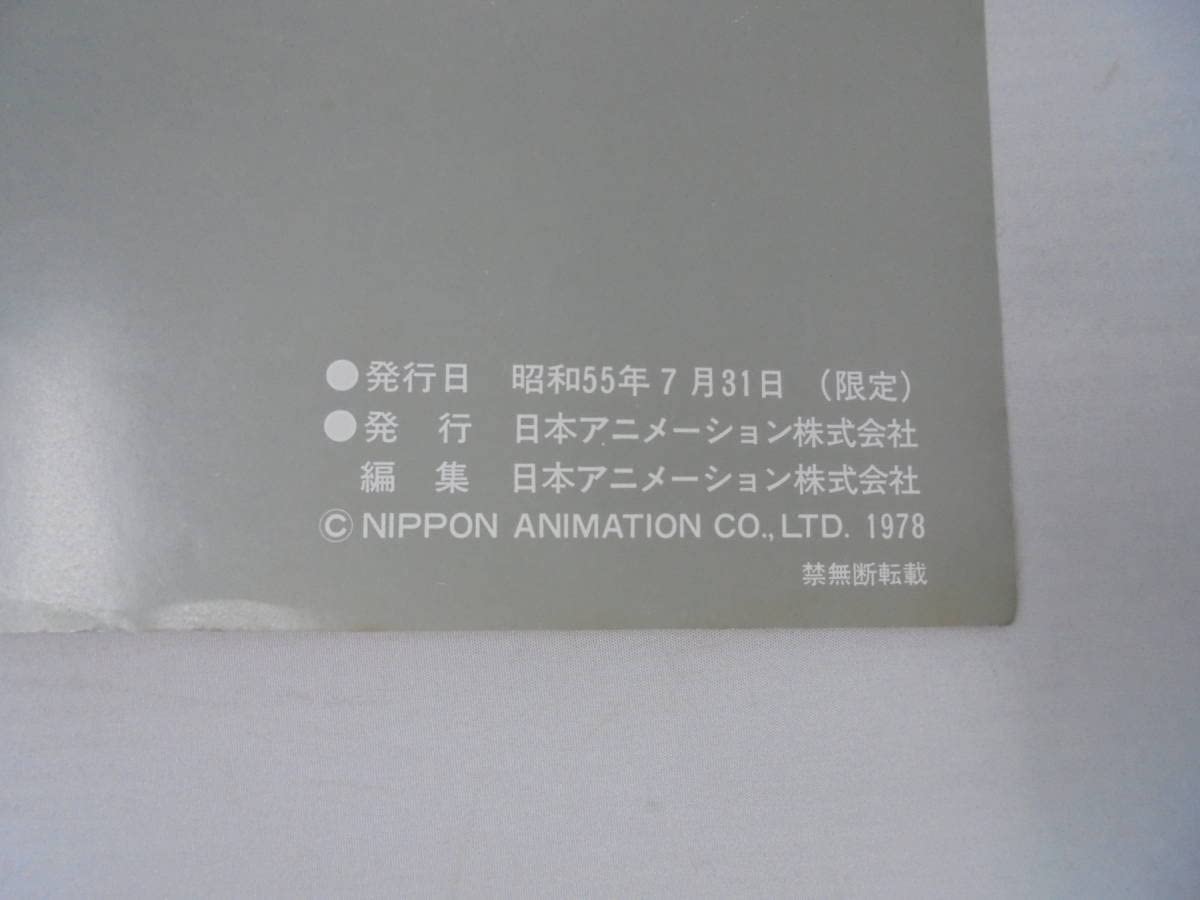 ●発行日　昭和55年7月31日（限定）
●発　行　日本アニメーション株式会社
編　集　日本アニメーション株式会社
©NIPPON ANIMATION CO.,LTD. 1978
禁無断転載